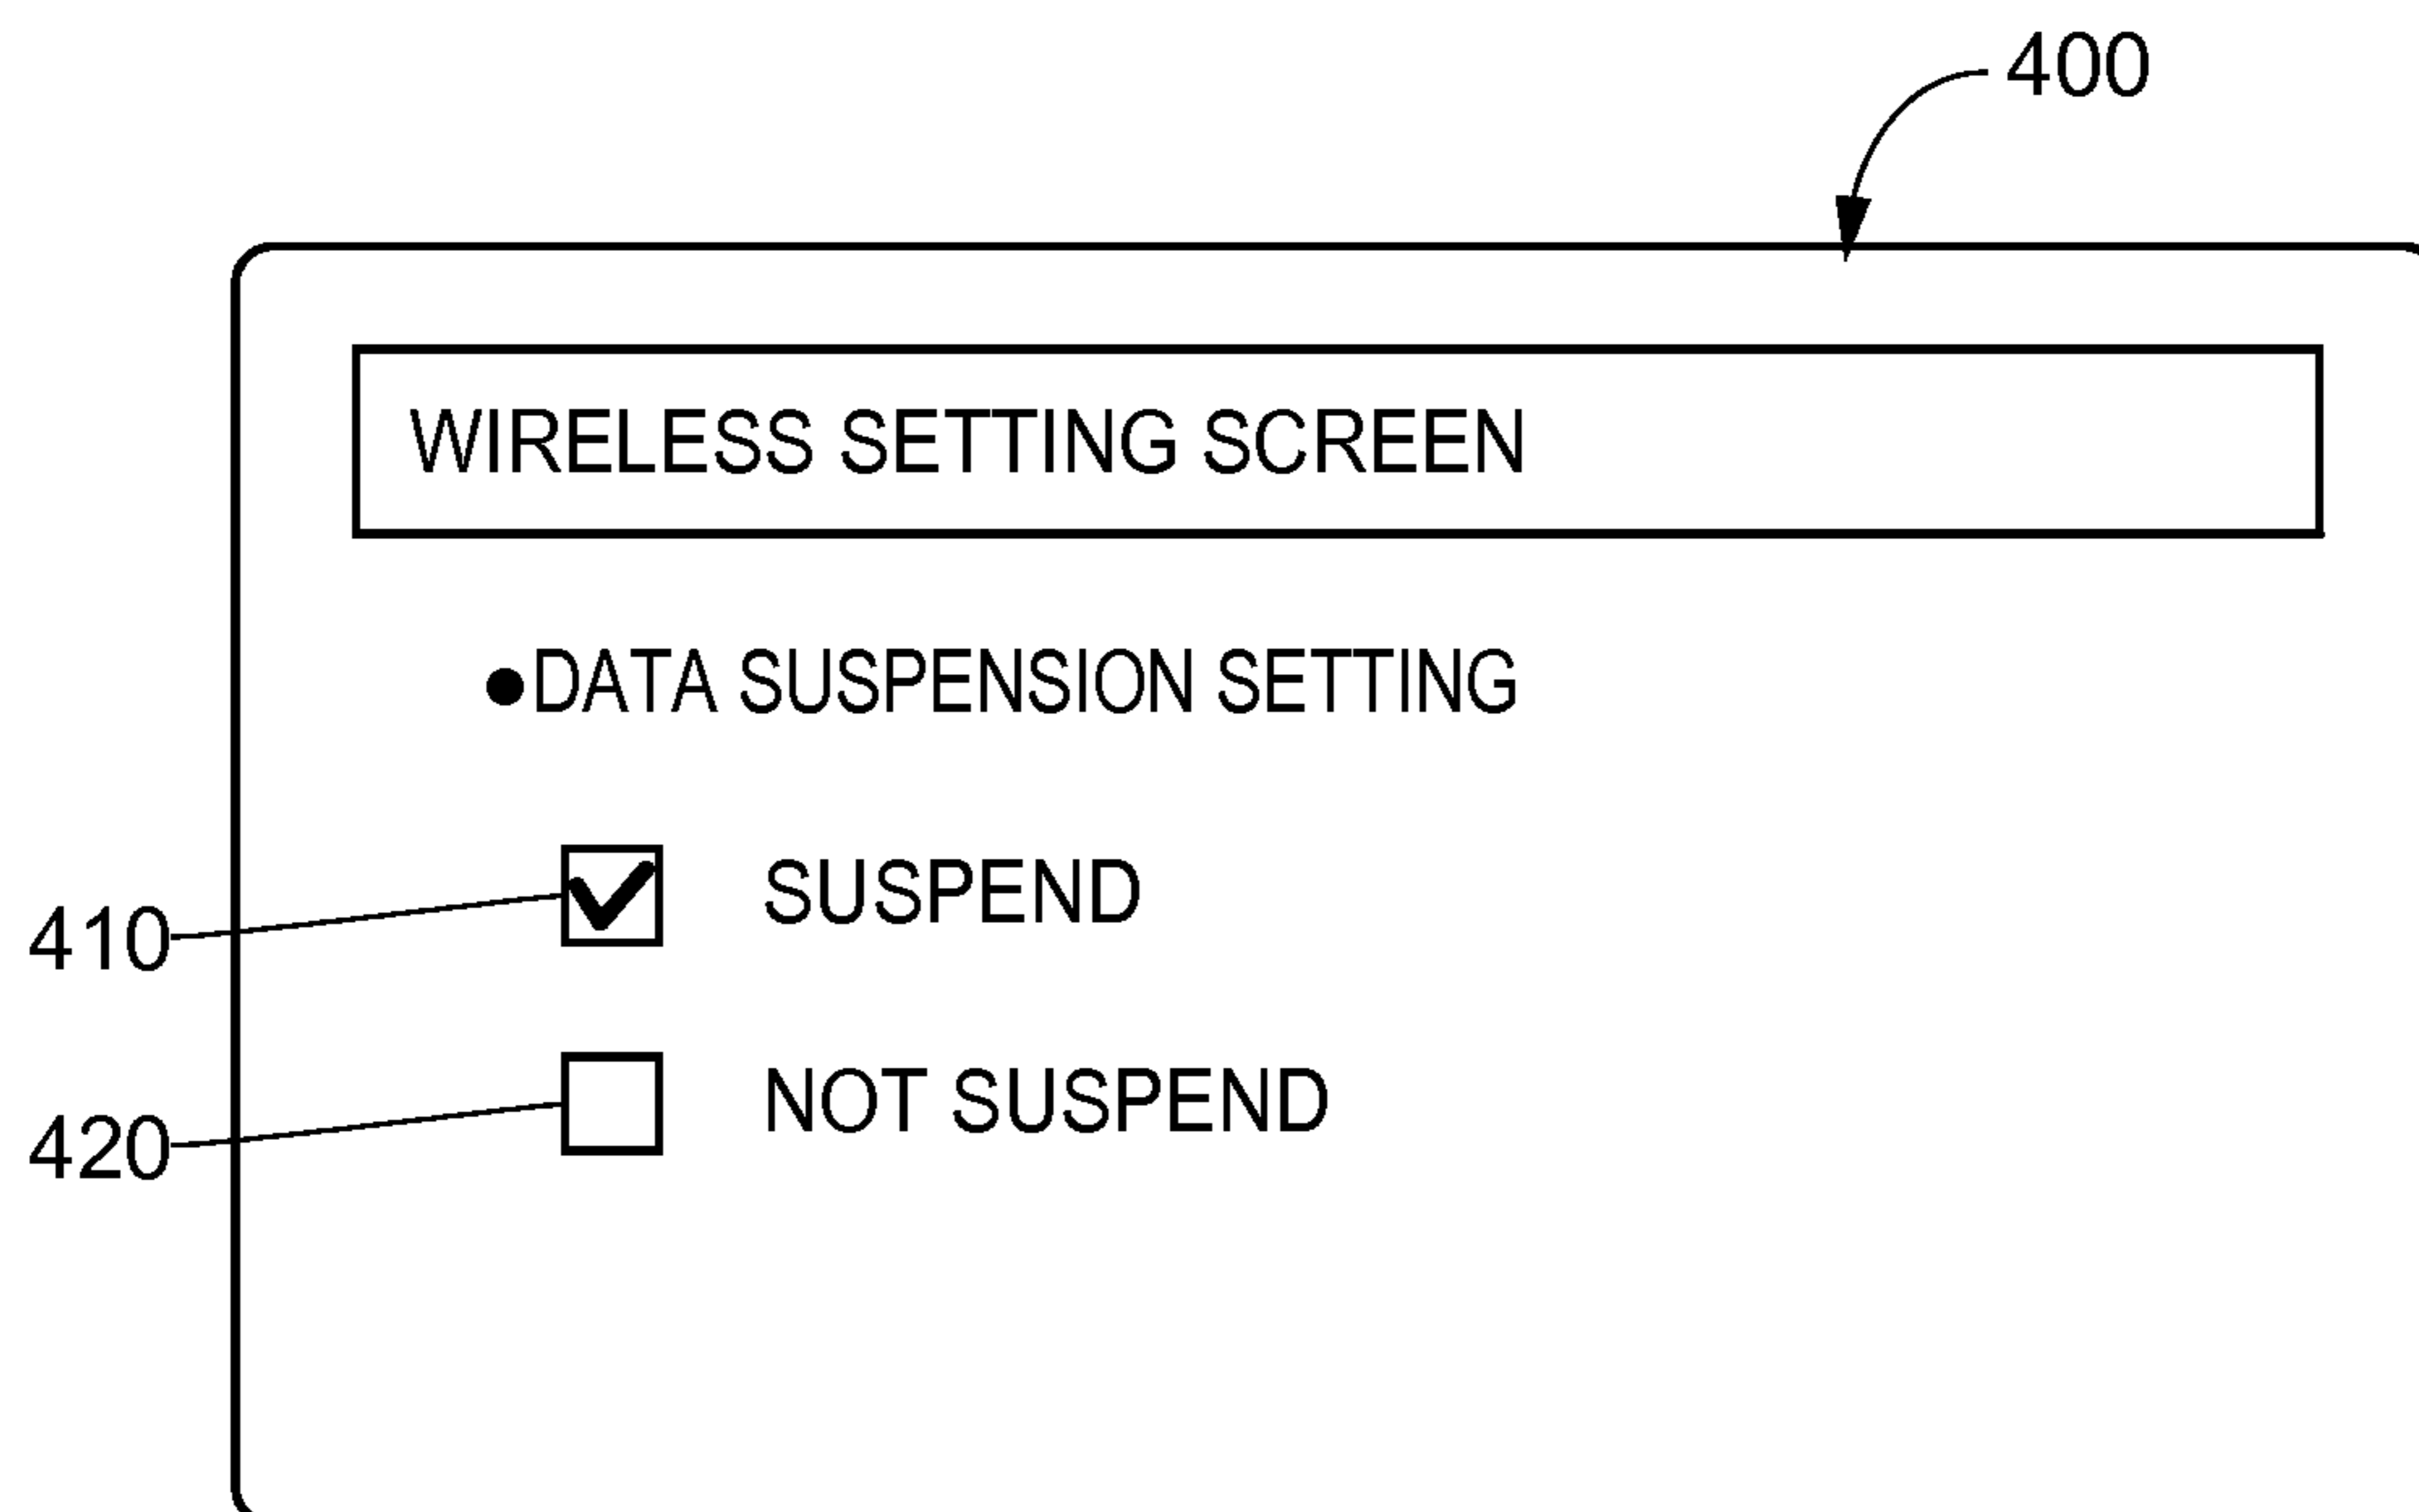 400
WIRELESS SETTING SCREEN
●DATA SUSPENSION SETTING
410
SUSPEND
420
NOT SUSPEND